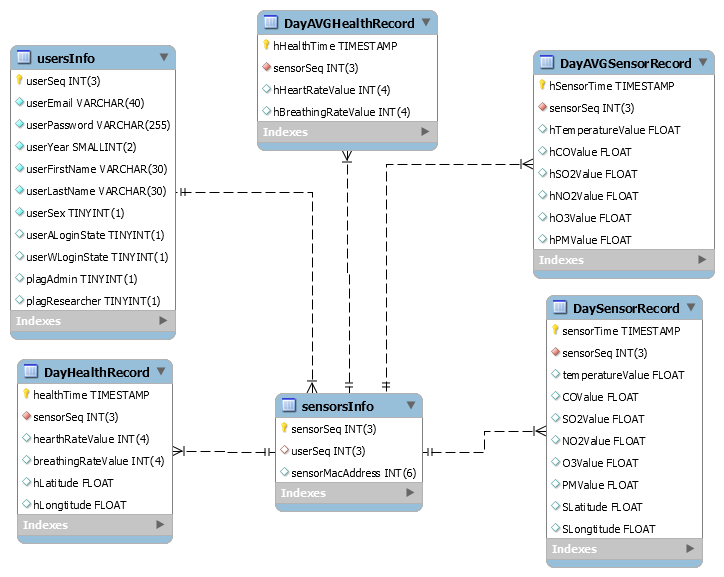 usersInfo
userSeq INT(3)
userEmail VARCHAR(40)
userPassword VARCHAR(255)
userYear SMALLINT(2)
userFirstName VARCHAR(30)
userLastName VARCHAR(30)
userSex TINYINT(1)
userALoginState TINYINT(1)
userWLoginState TINYINT(1)
plagAdmin TINYINT(1)
plagResearcher TINYINT(1)
Indexes
DayAVGHealthRecord
hHealthTime TIMESTAMP
sensorSeq INT(3)
hHeartRateValue INT(4)
hBreathingRateValue INT(4)
Indexes
DayAVGSensorRecord
hSensorTime TIMESTAMP
sensorSeq INT(3)
hTemperatureValue FLOAT
hCOValue FLOAT
hSO2Value FLOAT
hNO2Value FLOAT
hO3Value FLOAT
hPMValue FLOAT
Indexes
DayHealthRecord
healthTime TIMESTAMP
sensorSeq INT(3)
hearthRateValue INT(4)
breathingRateValue INT(4)
hLatitude FLOAT
hLongtitude FLOAT
Indexes
sensorsInfo
sensorSeq INT(3)
userSeq INT(3)
sensorMacAddress INT(6)
Indexes
DaySensorRecord
sensorTime TIMESTAMP
sensorSeq INT(3)
temperatureValue FLOAT
COValue FLOAT
SO2Value FLOAT
NO2Value FLOAT
O3Value FLOAT
PMValue FLOAT
SLatitude FLOAT
SLongtitude FLOAT
Indexes